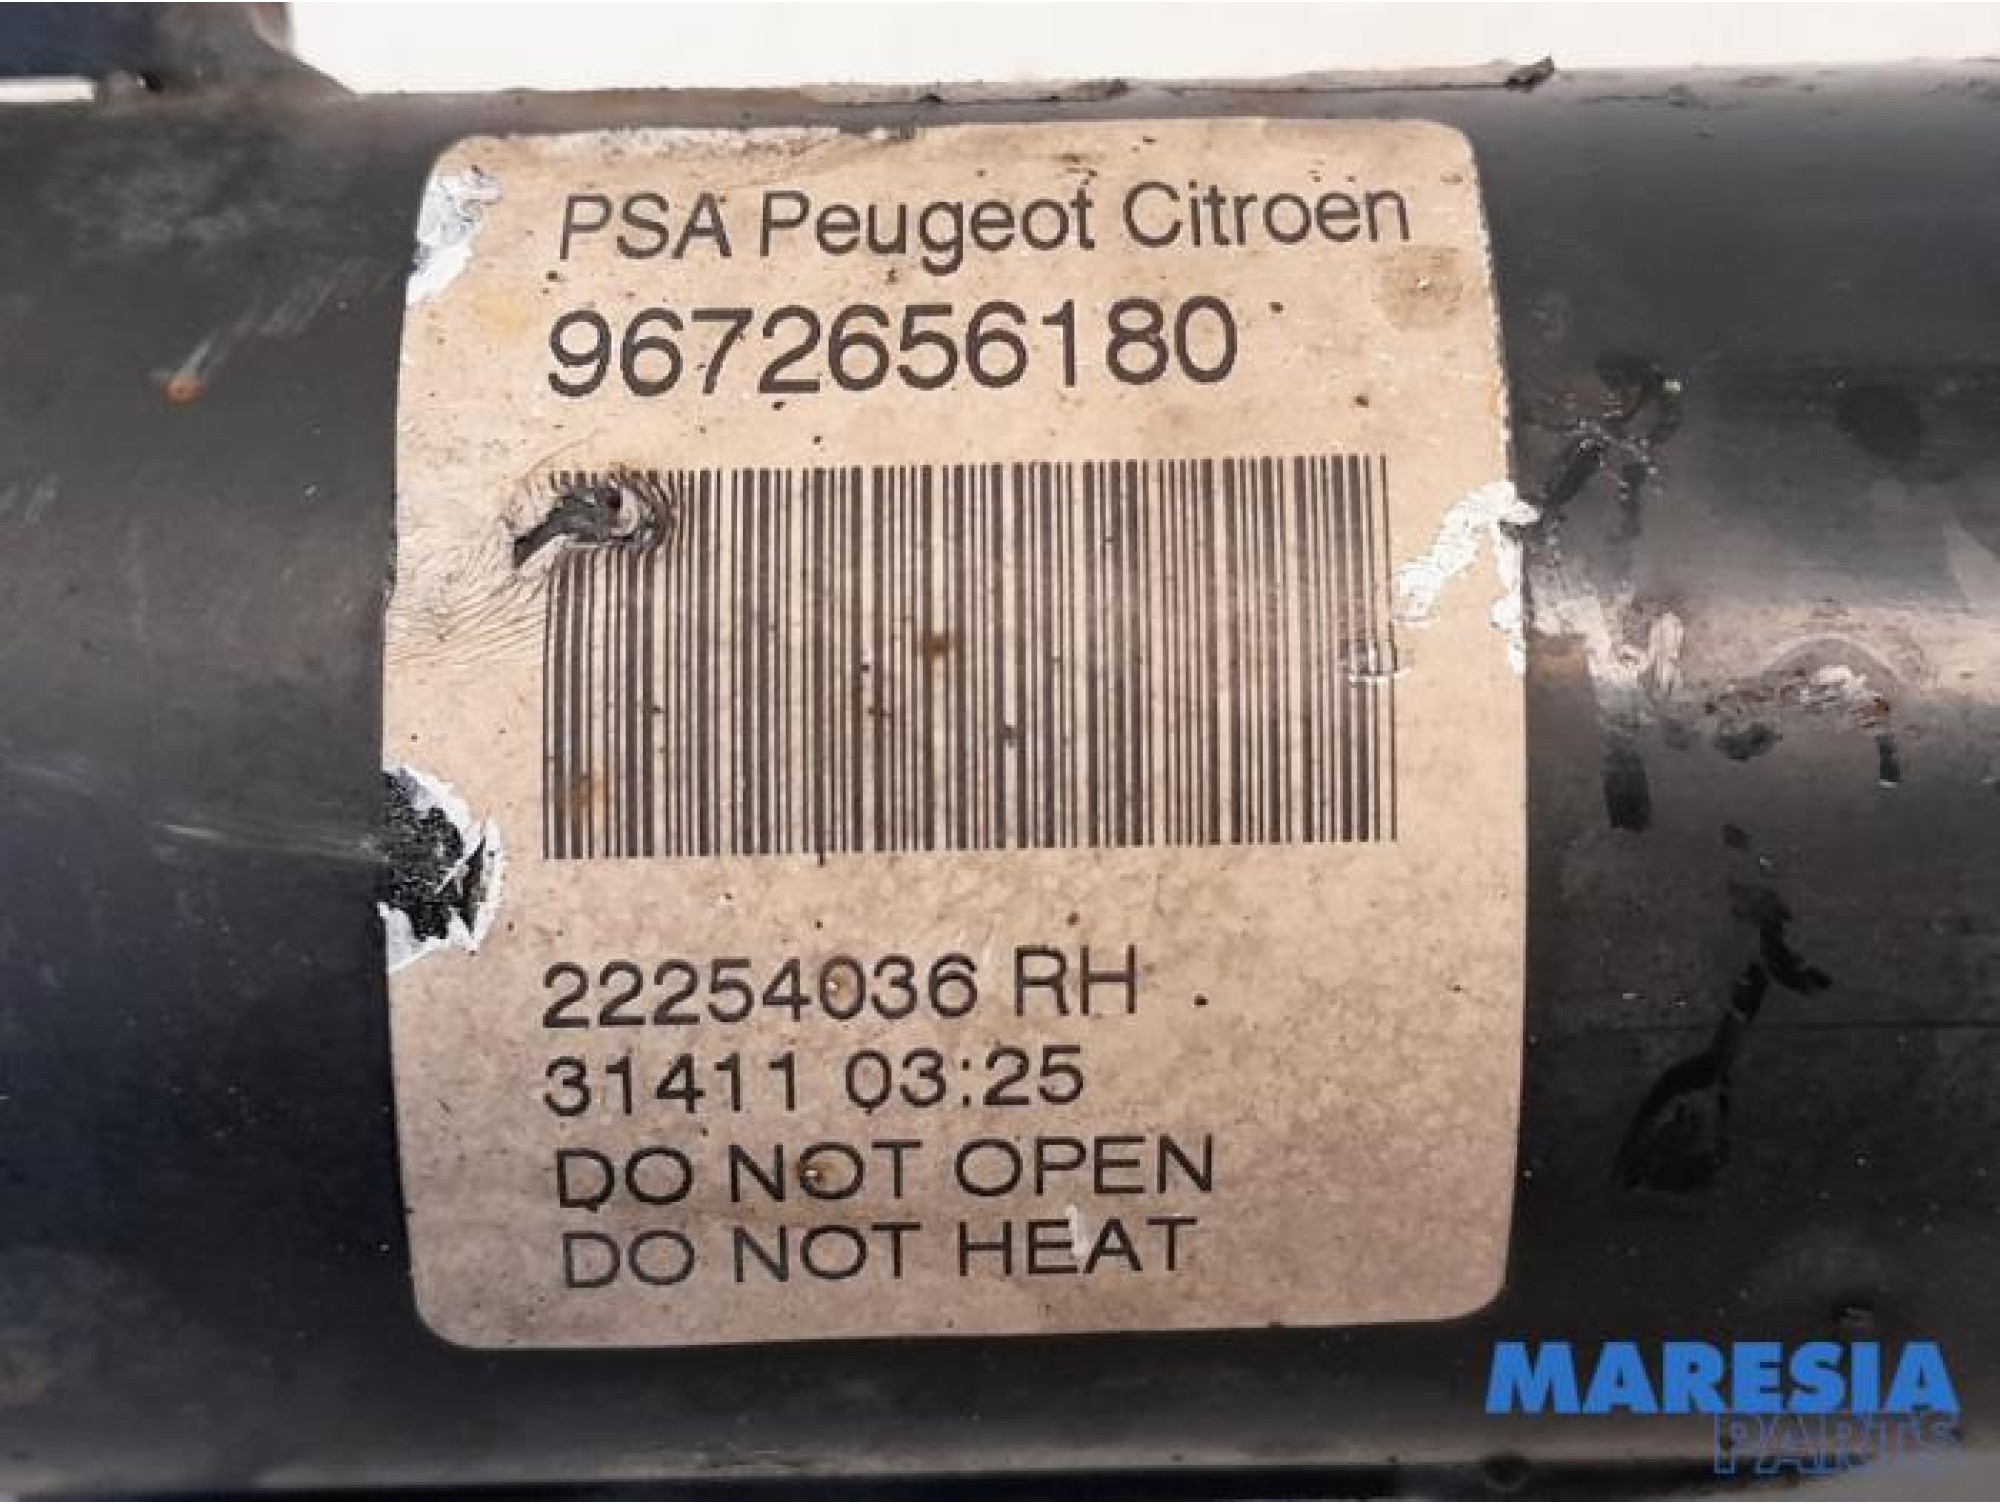 PSA Peugeot Citroen
9672656180
22254036 RH
31411 03:25
DO NOT OPEN
DO NOT HEAT
MARESIA
PARTS